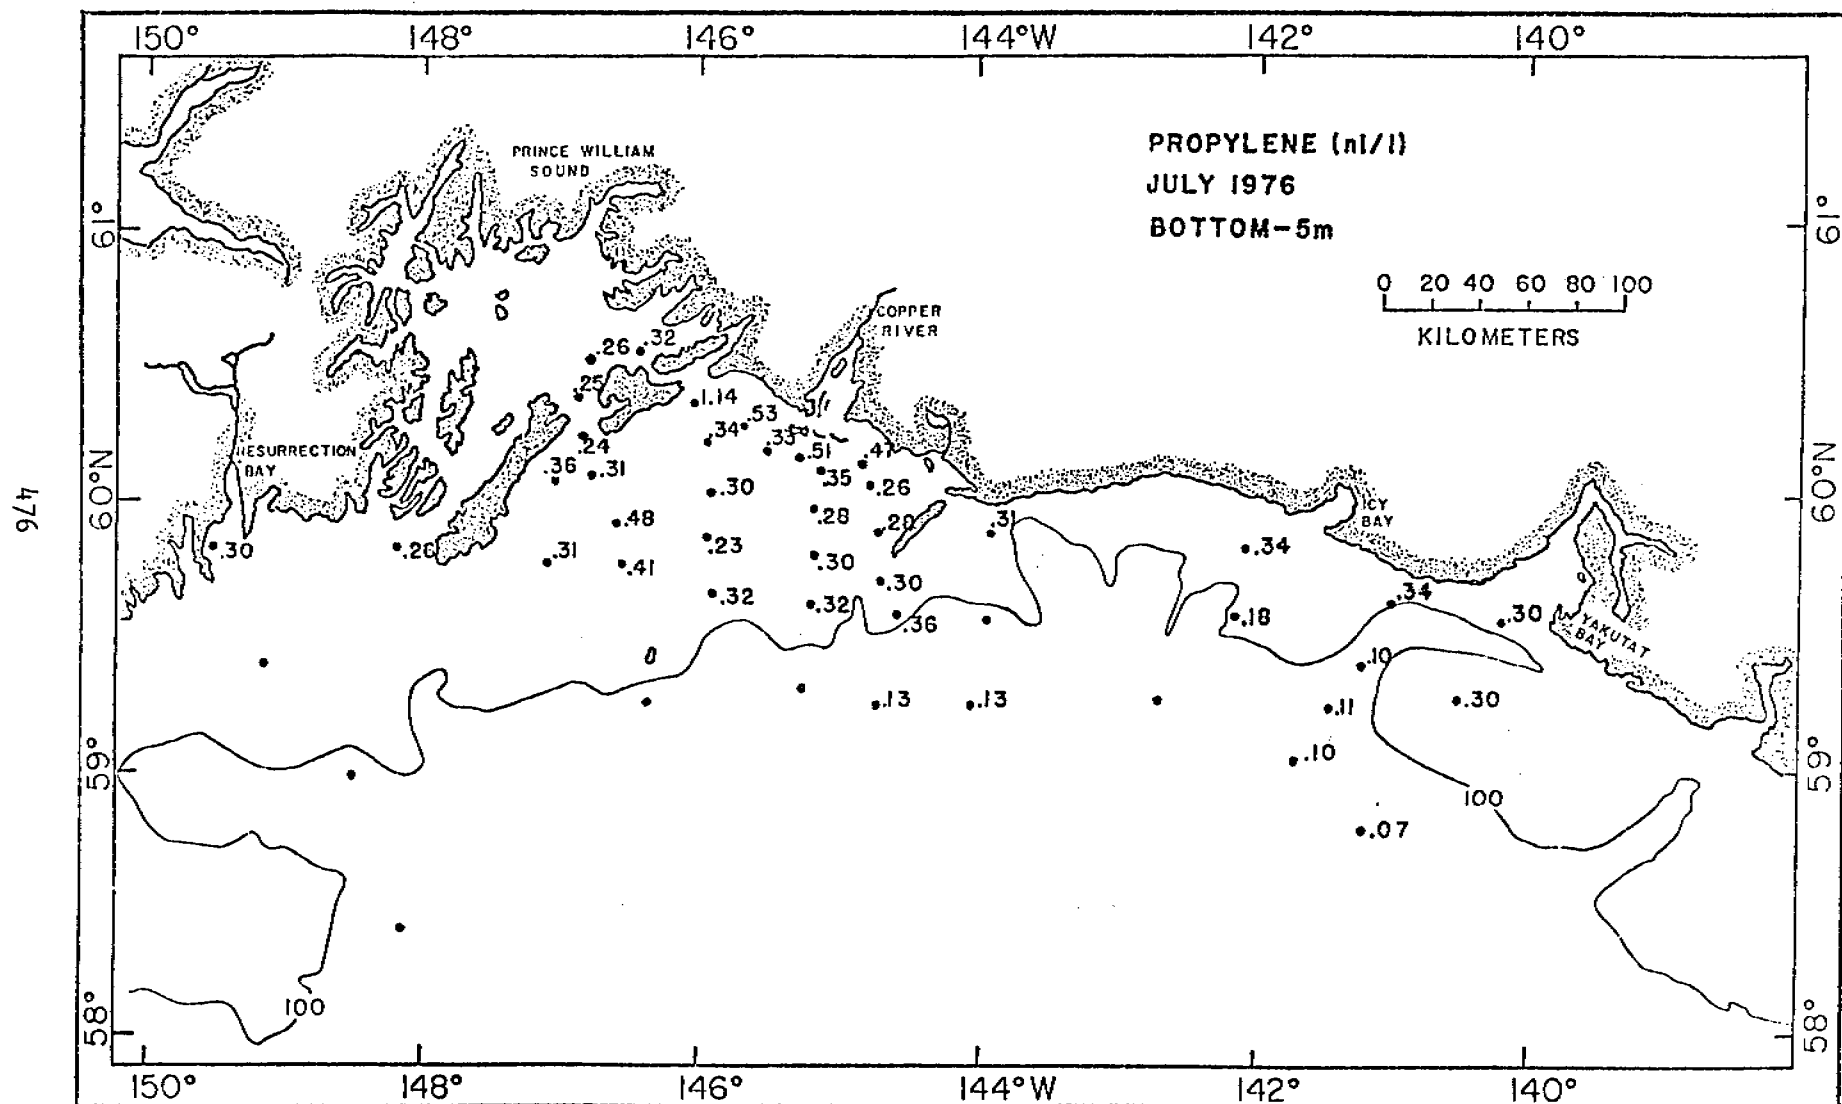 150° 148° 146° 144°W 142° 140°
PRINCE WILLIAM
SOUND
PROPYLENE (nl/l)
JULY 1976
BOTTOM-5m
61°
61°
0 20 40 60 80 100
KILOMETERS
COPPER
RIVER
.26
.32
.25
1.14
.53
.34
.33
.24
.51
.47
RESURRECTION
BAY
.36
.31
.35
.26
.30
476
60°N
60°N
ICY
BAY
.48
.28
.31
.30
.31
.41
.23
.30
.34
.30
.32
.32
.36
.18
.34
.30
YAKUTAT
BAY
.10
.13
.13
.11
.30
59°
59°
.10
100
.07
100
58°
58°
150° 148° 146° 144°W 142° 140°